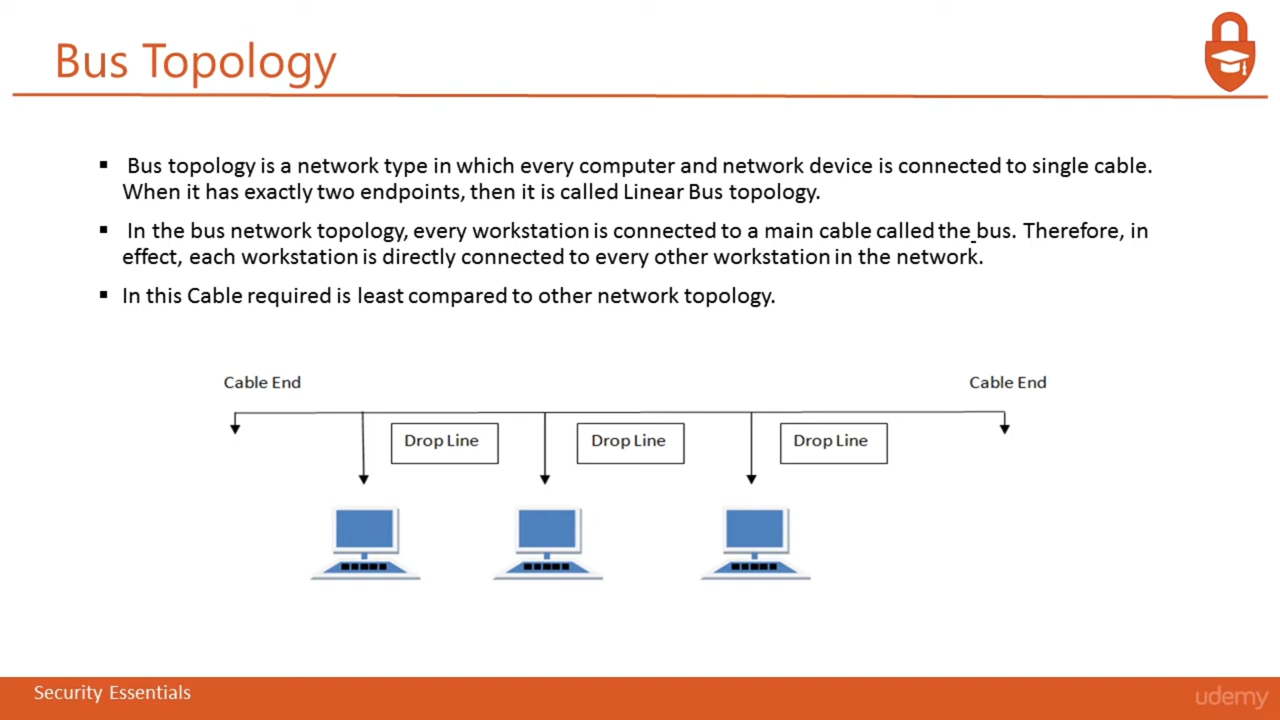 Bus Topology
▪ Bus topology is a network type in which every computer and network device is connected to single cable.
When it has exactly two endpoints, then it is called Linear Bus topology.
▪ In the bus network topology, every workstation is connected to a main cable called the bus. Therefore, in
effect, each workstation is directly connected to every other workstation in the network.
▪ In this Cable required is least compared to other network topology.
Cable End
Cable End
Drop Line
Drop Line
Drop Line
Security Essentials
udemy